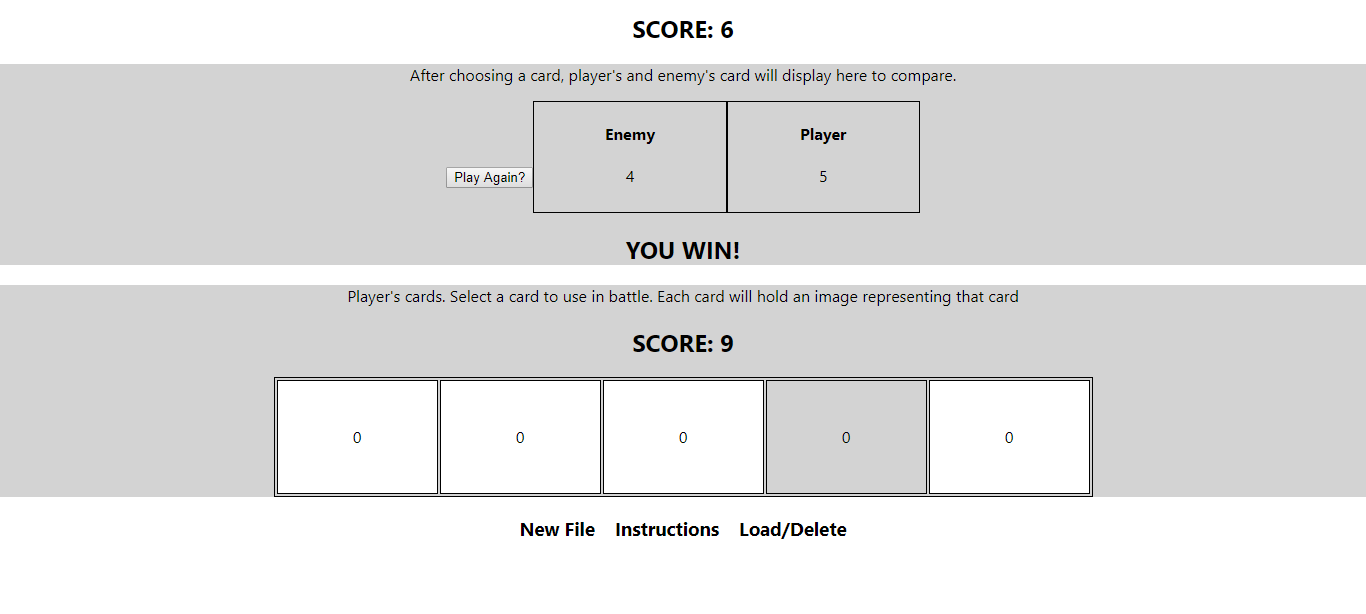 SCORE: 6
After choosing a card, player's and enemy's card will display here to compare.
Enemy Player
Play Again? 4 5
YOU WIN!
Player's cards. Select a card to use in battle. Each card will hold an image representing that card
SCORE: 9
0 0 0 0 0
New File Instructions Load/Delete